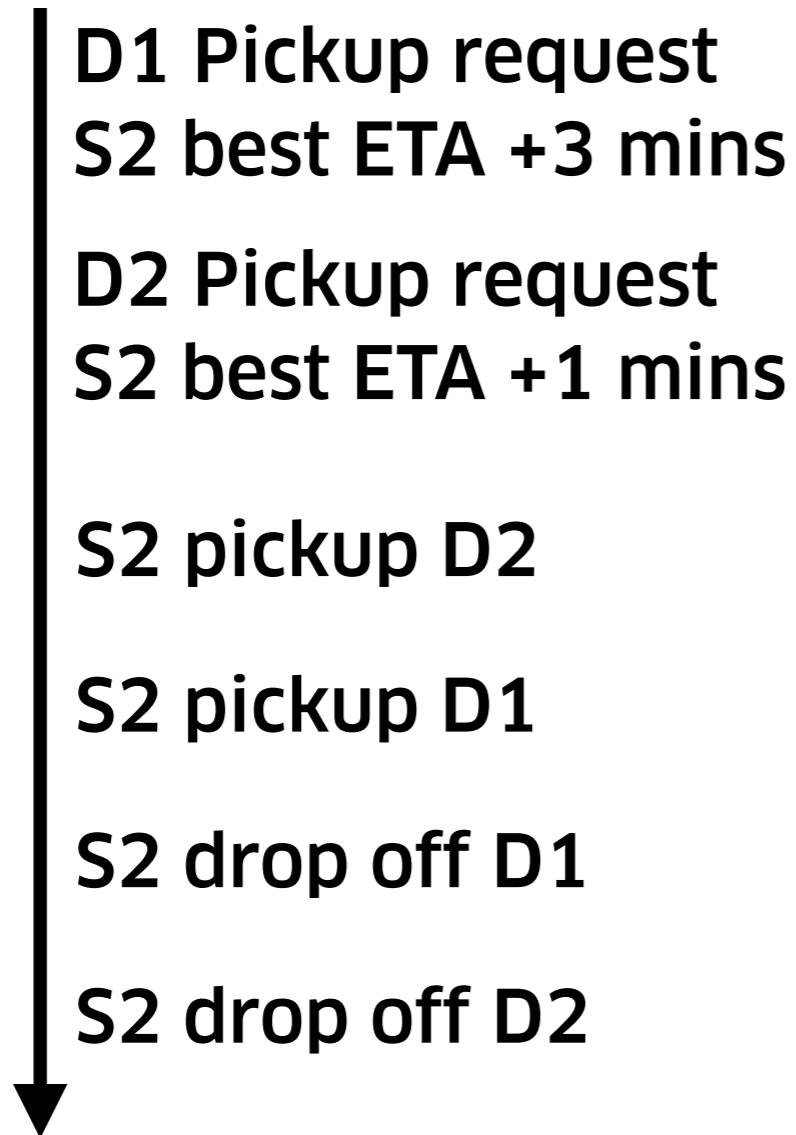 D1 Pickup request
S2 best ETA +3 mins
D2 Pickup request
S2 best ETA +1 mins
S2 pickup D2
S2 pickup D1
S2 drop off D1
S2 drop off D2